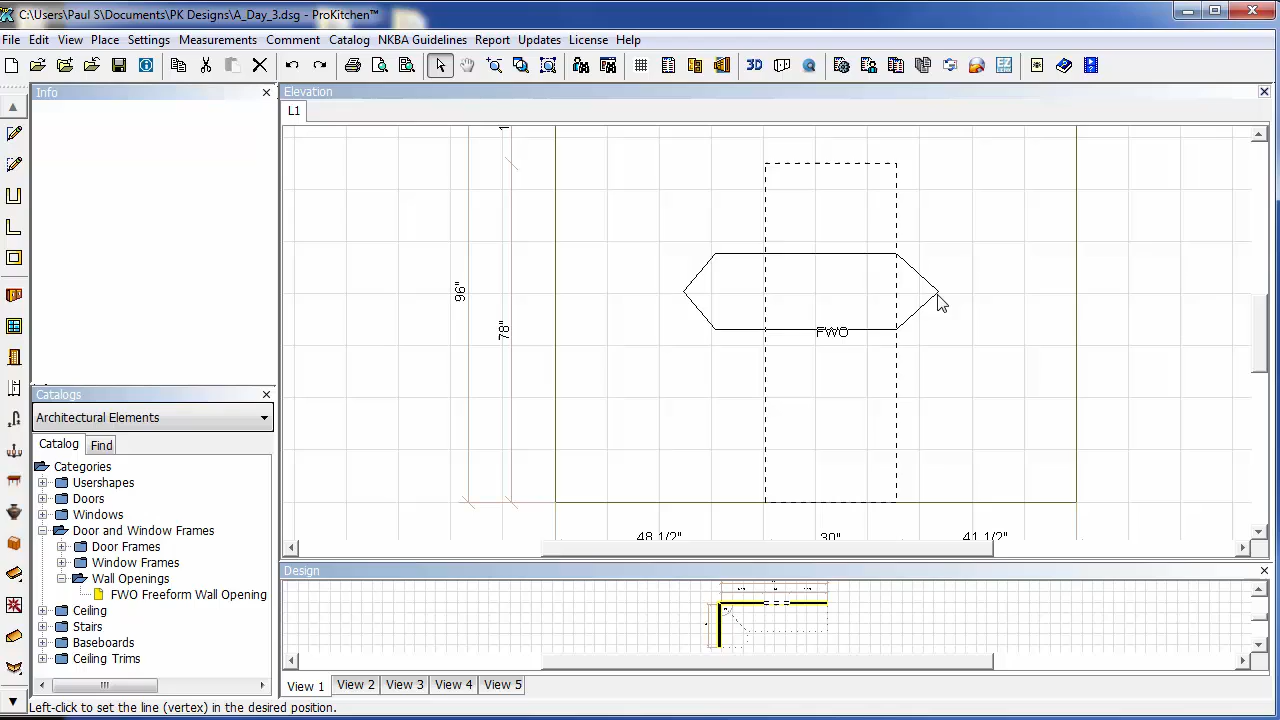 C:\Users\Paul S\Documents\PK Designs\A_Day_3.dsg - ProKitchen™
File Edit View Place Settings Measurements Comment Catalog NKBA Guidelines Report Updates License Help
3D
EZ
Info
Elevation
L1
96"
78"
1
FWO
48 1/2"
30"
41 1/2"
Catalogs
Architectural Elements
Catalog
Find
Categories
Usershapes
Doors
Windows
Door and Window Frames
Door Frames
Window Frames
Wall Openings
FWO Freeform Wall Opening
Ceiling
Stairs
Baseboards
Ceiling Trims
Design
View 1 View 2 View 3 View 4 View 5
Left-click to set the line (vertex) in the desired position.